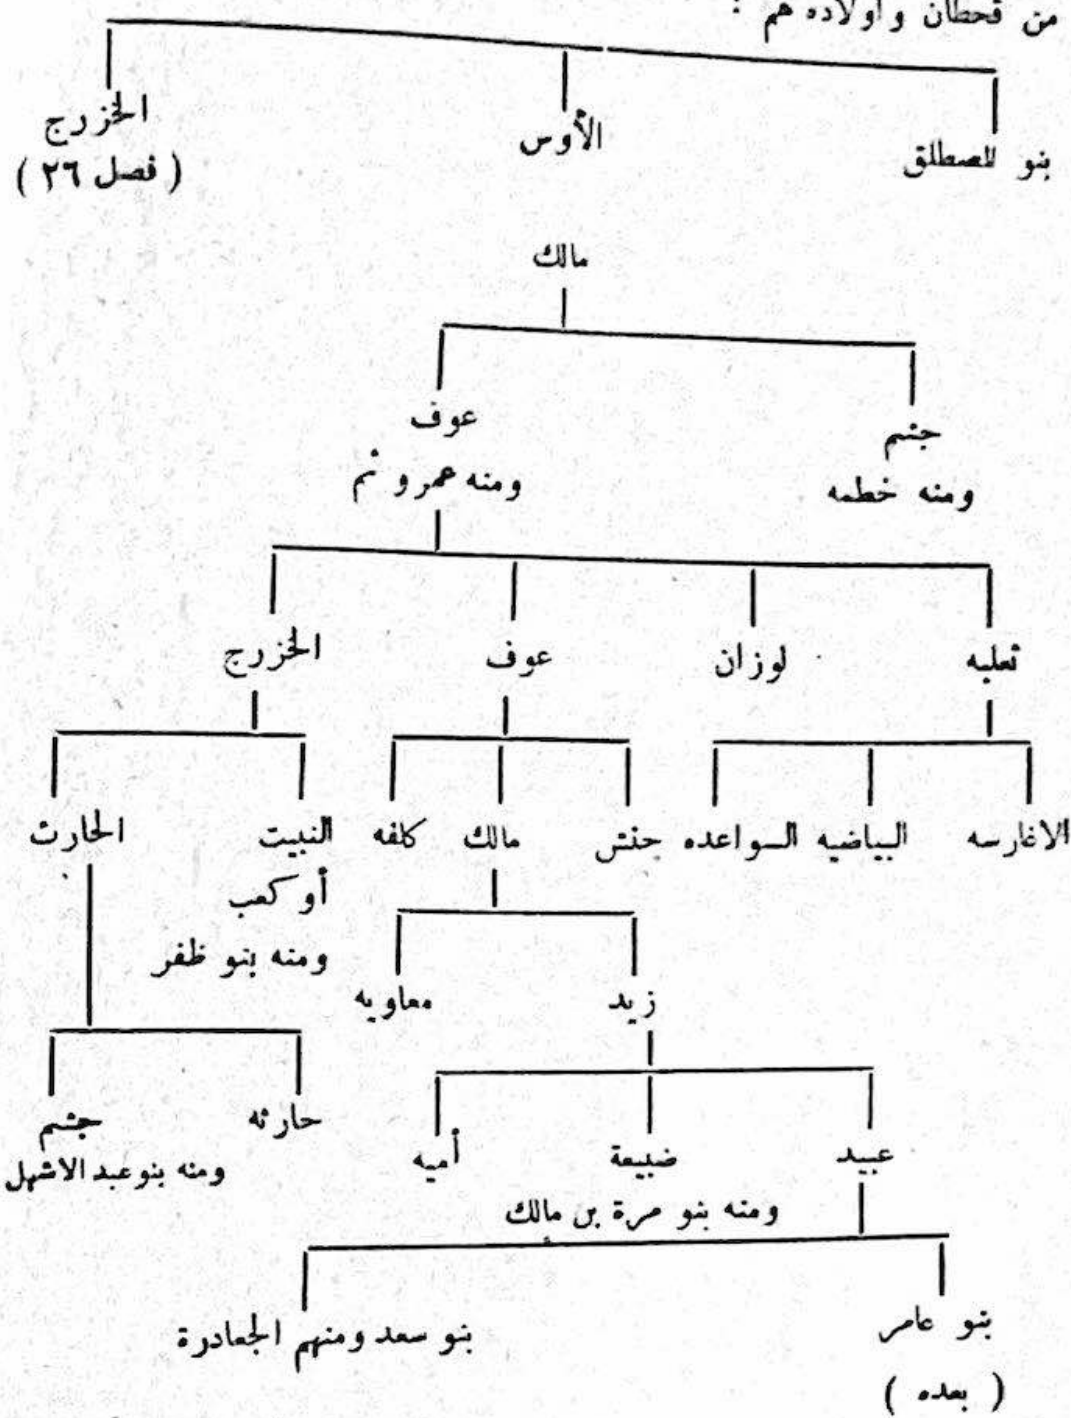 من قحطان وأولاده هم :
بنو المصطلق الأوس الخزرج
( فصل ٢٦ )
مالك
جشم عوف
ومنه خطمه ومنه عمرو ثم
ثعلبه لوزان عوف الخزرج
الاغارسه البياضيه السواعده حنش مالك كلفه النبيت الحارث
أو كعب
ومنه بنو ظفر
زيد معاويه
حارثه جشم
عبيد ضبيعة أميه ومنه بنو عبد الاشهل
ومنه بنو مرة بن مالك
بنو عامر بنو سعد ومنهم الجعادرة
( بعده )